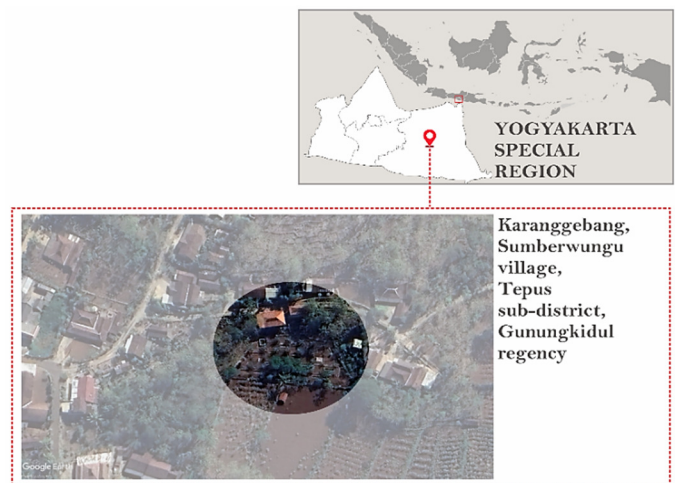 YOGYAKARTA
SPECIAL
REGION
Karanggebang,
Sumberwungu
village,
Tepus
sub-district,
Gunungkidul
regency
Google Earth